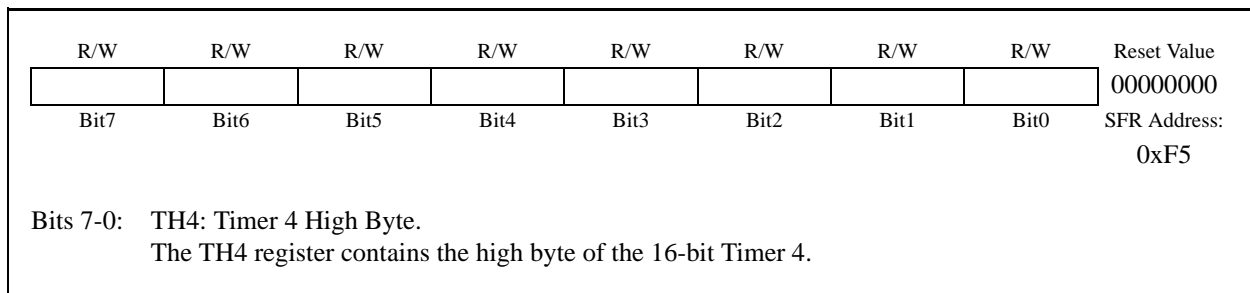 R/W R/W R/W R/W R/W R/W R/W R/W Reset Value
00000000
Bit7 Bit6 Bit5 Bit4 Bit3 Bit2 Bit1 Bit0 SFR Address:
0xF5
Bits 7-0: TH4: Timer 4 High Byte.
The TH4 register contains the high byte of the 16-bit Timer 4.